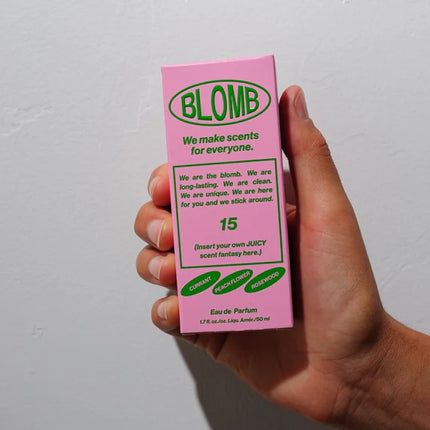 BLOMB
We make scents
for everyone.
We are the blomb. We are
long-lasting. We are clean.
We are unique. We are here
for you and we stick around.
15
(Insert your own JUICY
scent fantasy here.)
CURRANT
PEACH FLOWER
ROSEWOOD
Eau de Parfum
1.7 fl. oz./oz. Liqu. Amér./50 ml